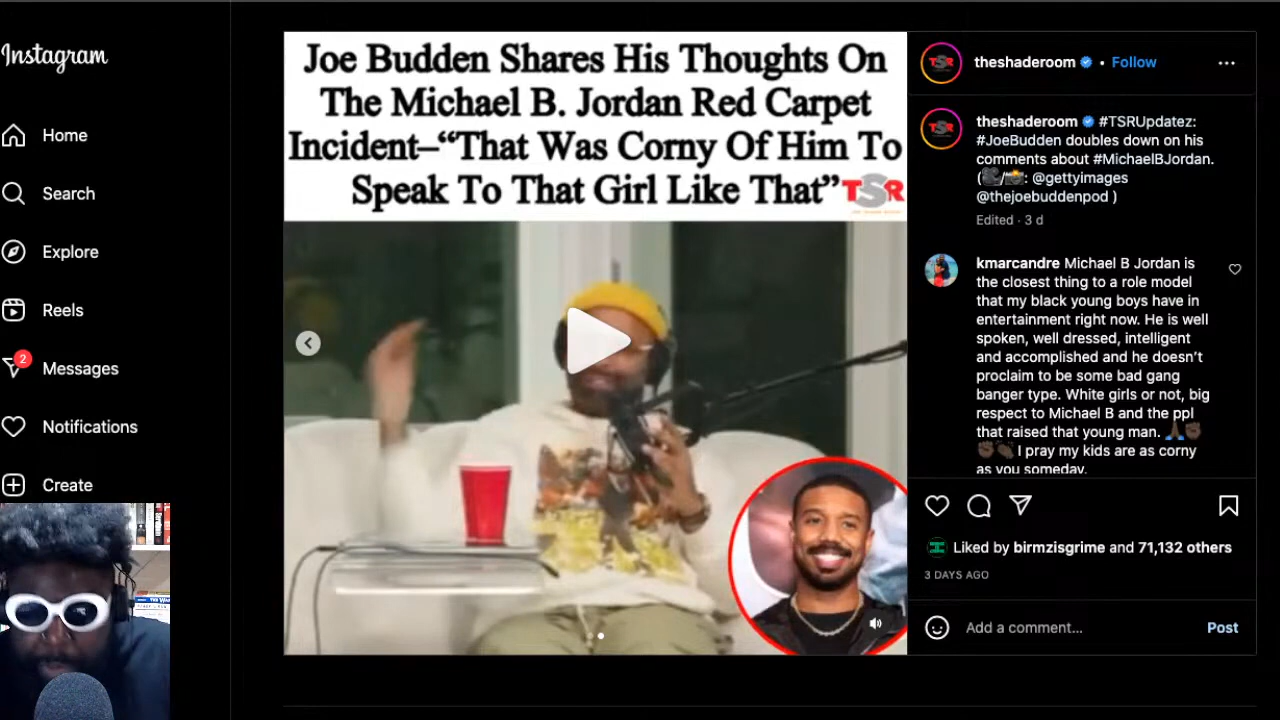 Instagram
Home
Search
Explore
Reels
2
Messages
Notifications
Create
Joe Budden Shares His Thoughts On
The Michael B. Jordan Red Carpet
Incident–“That Was Corny Of Him To
Speak To That Girl Like That”
TSR
theshaderoom • Follow
theshaderoom #TSRUpdatez:
#JoeBudden doubles down on his
comments about #MichaelBJordan.
(🎥/📸: @gettyimages
@thejoebuddenpod )
Edited · 3 d
kmarcandre Michael B Jordan is
the closest thing to a role model
that my black young boys have in
entertainment right now. He is well
spoken, well dressed, intelligent
and accomplished and he doesn’t
proclaim to be some bad gang
banger type. White girls or not, big
respect to Michael B and the ppl
that raised that young man. 🙏🏾✊🏾
✊🏾👏🏾 I pray my kids are as corny
as you someday.
Liked by birmzisgrime and 71,132 others
3 DAYS AGO
Add a comment…
Post